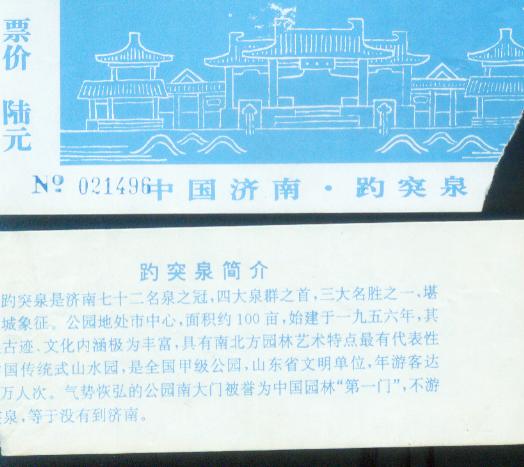 票价 陆元
№ 021496
中国济南·趵突泉
趵突泉简介
趵突泉是济南七十二名泉之冠，四大泉群之首，三大名胜之一，堪
城象征。公园地处市中心，面积约100亩，始建于一九五六年，其
古迹、文化内涵极为丰富，具有南北方园林艺术特点最有代表性
国传统式山水园，是全国甲级公园，山东省文明单位，年游客达
万人次。气势恢弘的公园南大门被誉为中国园林“第一门”，不游
泉，等于没有到济南。